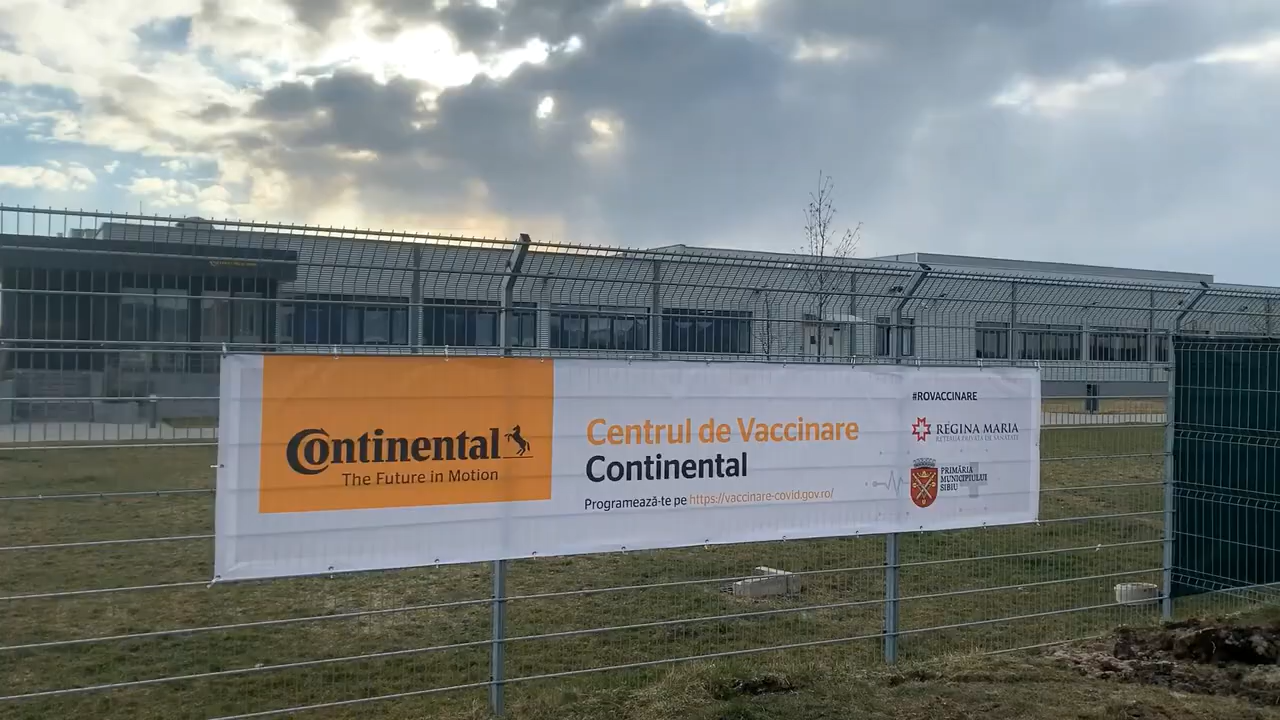 Continental
The Future in Motion
Centrul de Vaccinare
Continental
Programează-te pe https://vaccinare-covid.gov.ro/
#ROVACCINARE
REGINA MARIA
REȚEAUA PRIVATĂ DE SĂNĂTATE
PRIMĂRIA
MUNICIPIULUI
SIBIU